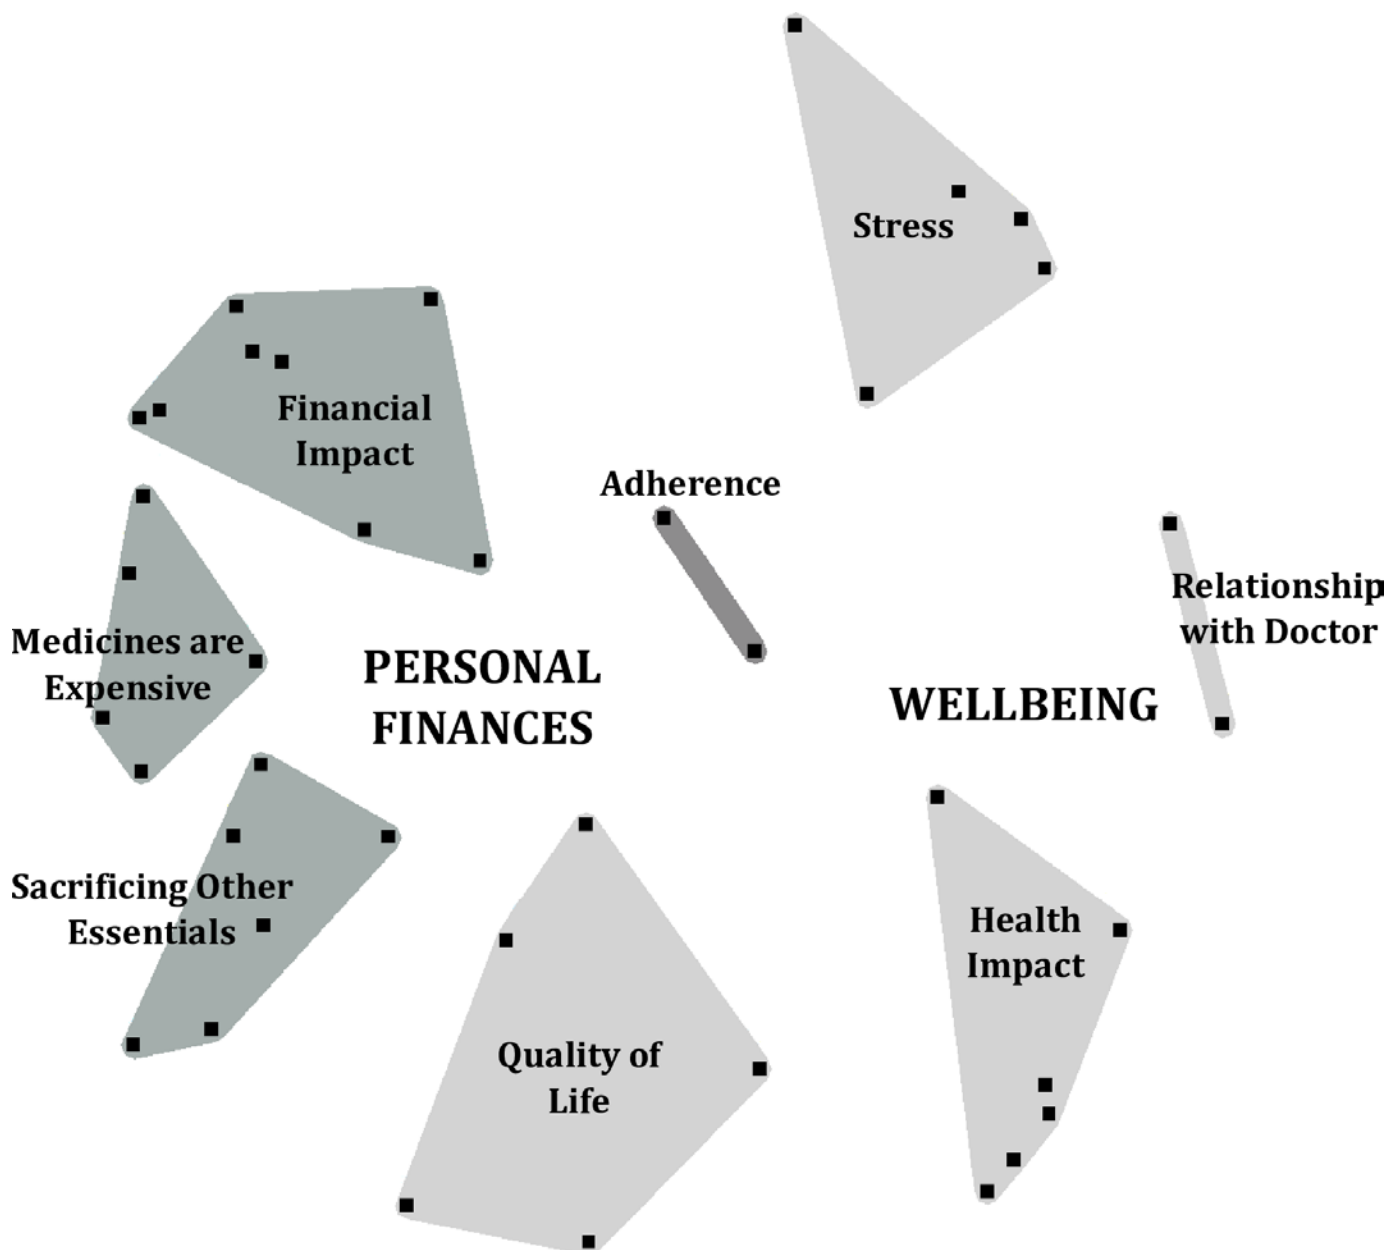 Stress
Financial
Impact
Adherence
Relationship
with Doctor
Medicines are
Expensive
PERSONAL
FINANCES
WELLBEING
Sacrificing Other
Essentials
Health
Impact
Quality of
Life